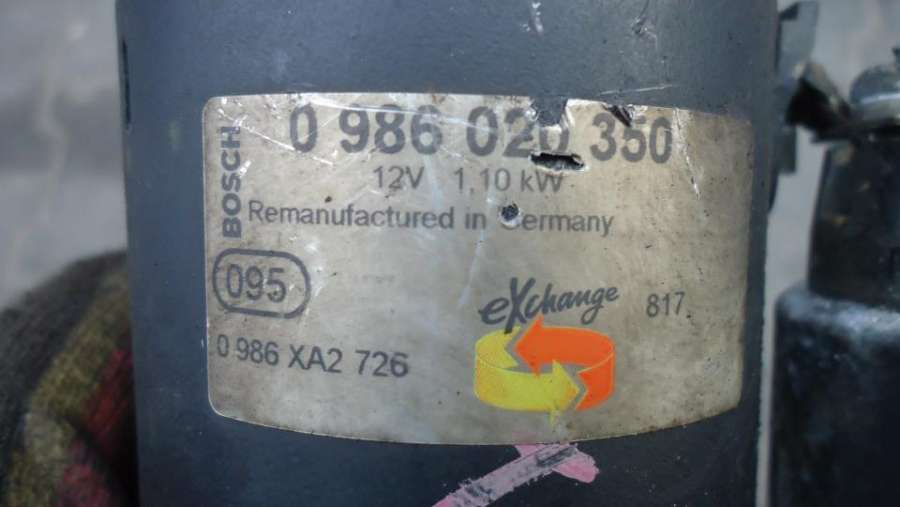 BOSCH
0 986 020 350
12V 1,10 kW
Remanufactured in Germany
095
eXchange
817
0 986 XA2 726